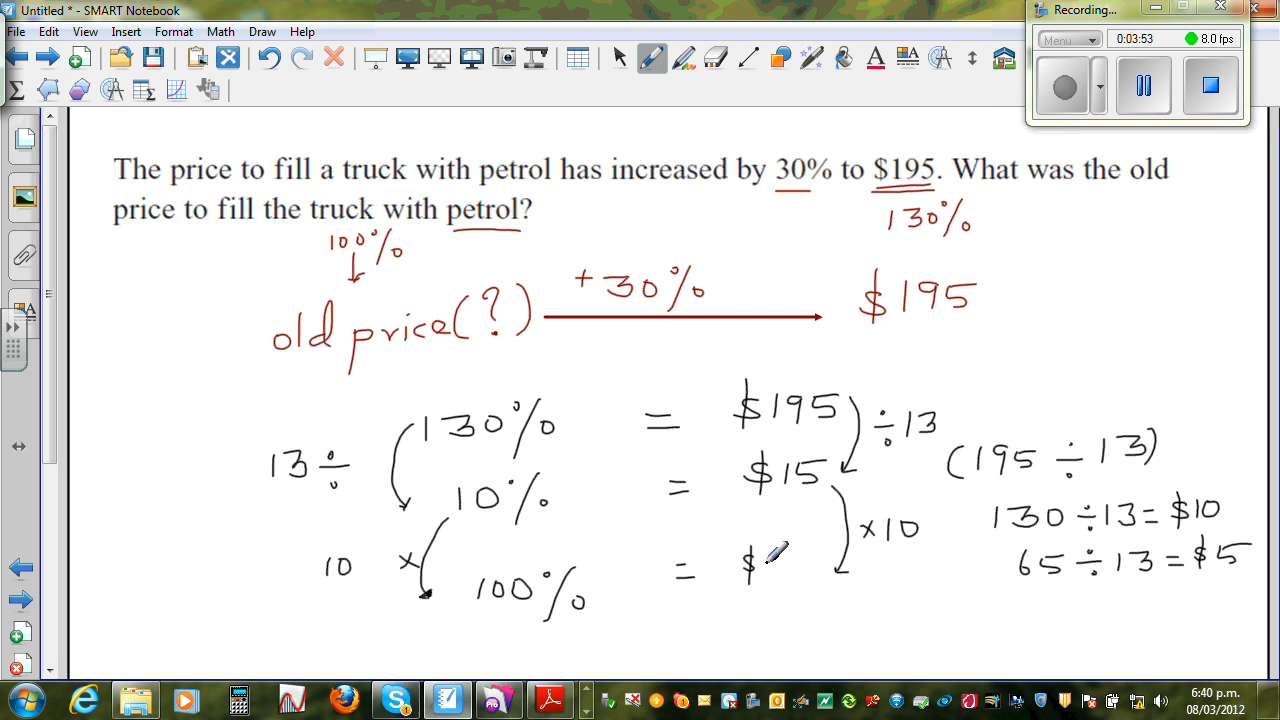 Untitled * - SMART Notebook
Recording...
File Edit View Insert Format Math Draw Help
Menu
0:03:53
8.0 fps
The price to fill a truck with petrol has increased by 30% to $195. What was the old
price to fill the truck with petrol?
130%
100%
old price(?) +30% $195
130% = $195 ÷13
13÷ 10% = $15 (195 ÷ 13)
×10 130÷13=$10
10 × 100% = $ 65÷13=$5
6:40 p.m.
08/03/2012